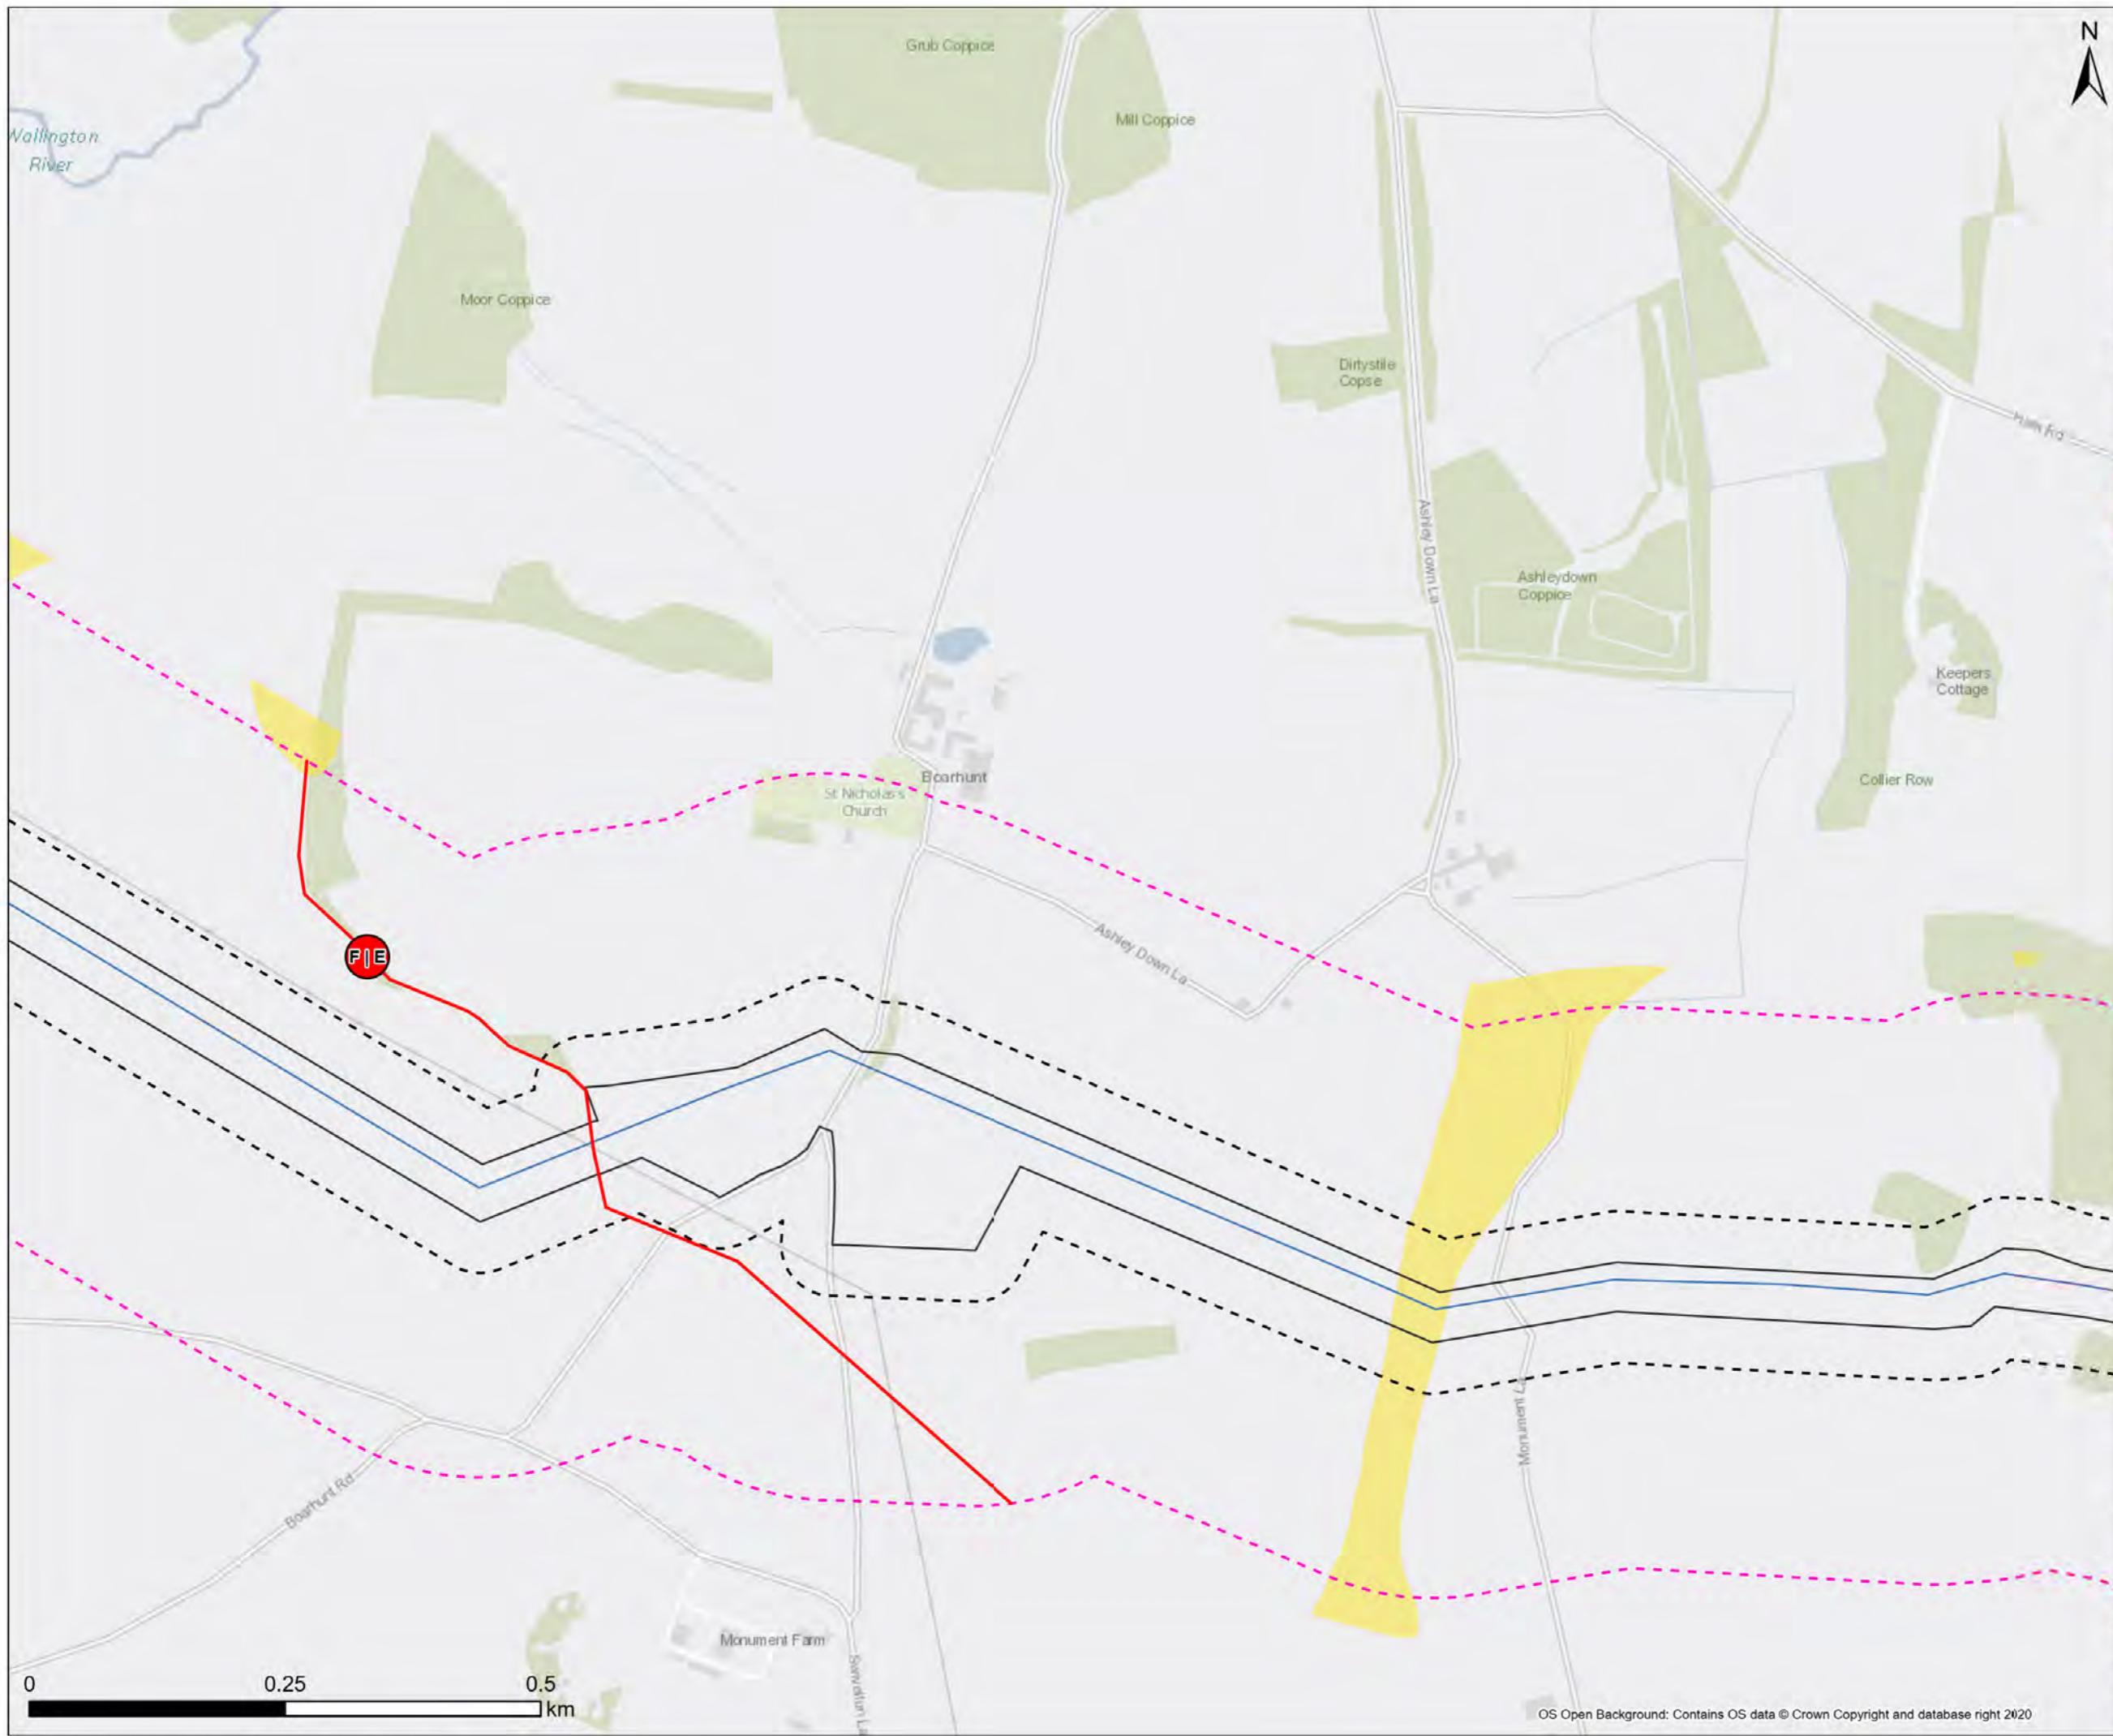 N
Grub Coppice
Mill Coppice
Wallington
River
Moor Coppice
Dirtystile
Copse
Rd
Ashley Down La
Ashleydown
Coppice
Keepers
Cottage
Boarhunt
Collier Row
St Nicholas's
Church
Ashley Down La
F | E
Monument La
Boarhunt Rd
Monument Farm
0
0.25
0.5
km
OS Open Background: Contains OS data © Crown Copyright and database right 2020